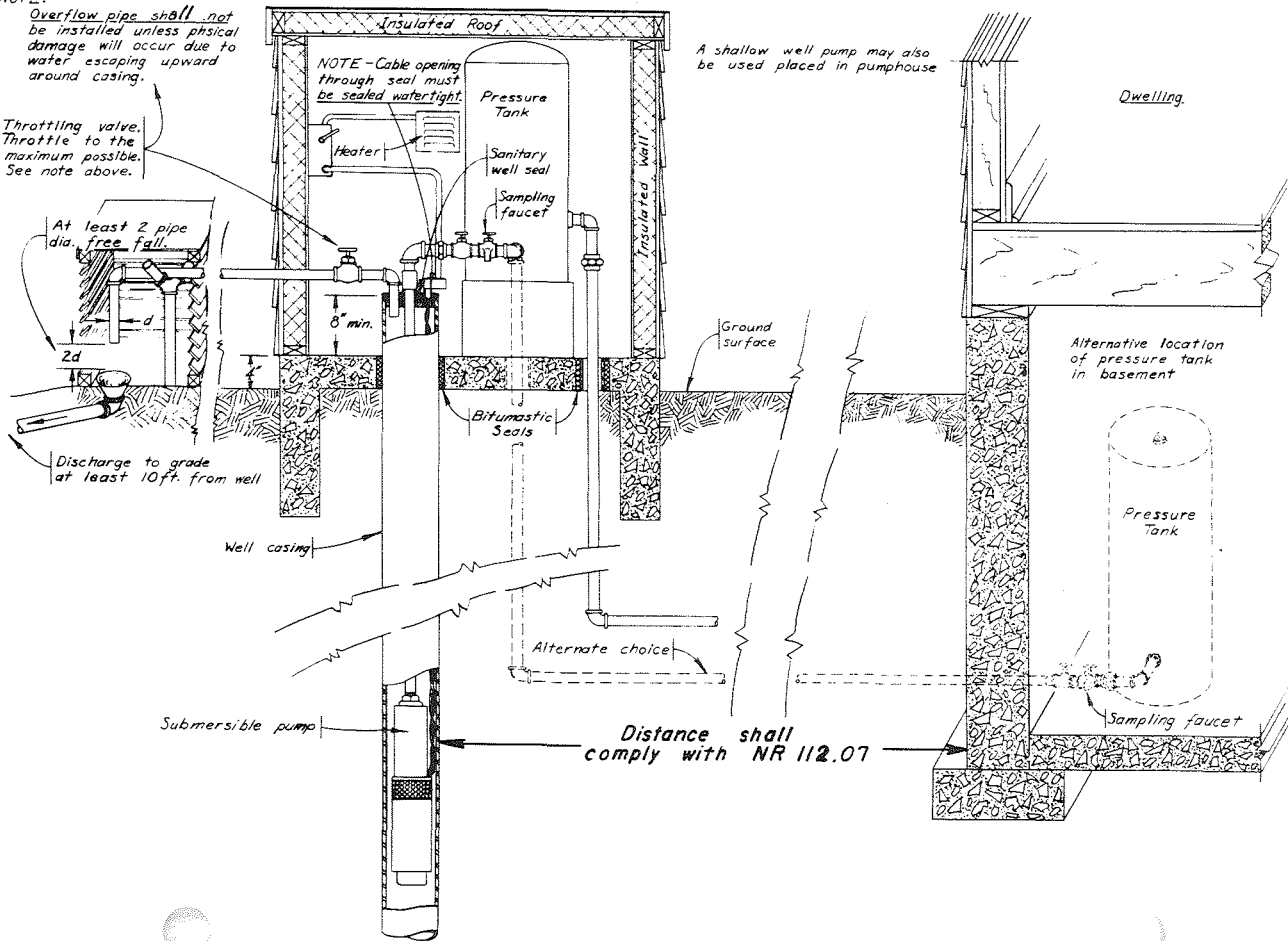 NOTE:
Overflow pipe shall not
be installed unless phsical
damage will occur due to
water escaping upward
around casing.
Insulated Roof
NOTE-Cable opening
through seal must
be sealed watertight.
Pressure
Tank
A shallow well pump may also
be used placed in pumphouse
Dwelling
Throttling valve.
Throttle to the
maximum possible.
See note above.
Heater
Sanitary
well seal
Sampling
faucet
Insulated Wall
At least 2 pipe
dia. free fall.
d
2d
8" min.
4"
Ground
surface
Alternative location
of pressure tank
in basement
Bitumastic
Seals
Discharge to grade
at least 10ft. from well
Pressure
Tank
Well casing
Alternate choice
Submersible pump
Sampling faucet
Distance shall
comply with NR 112.07